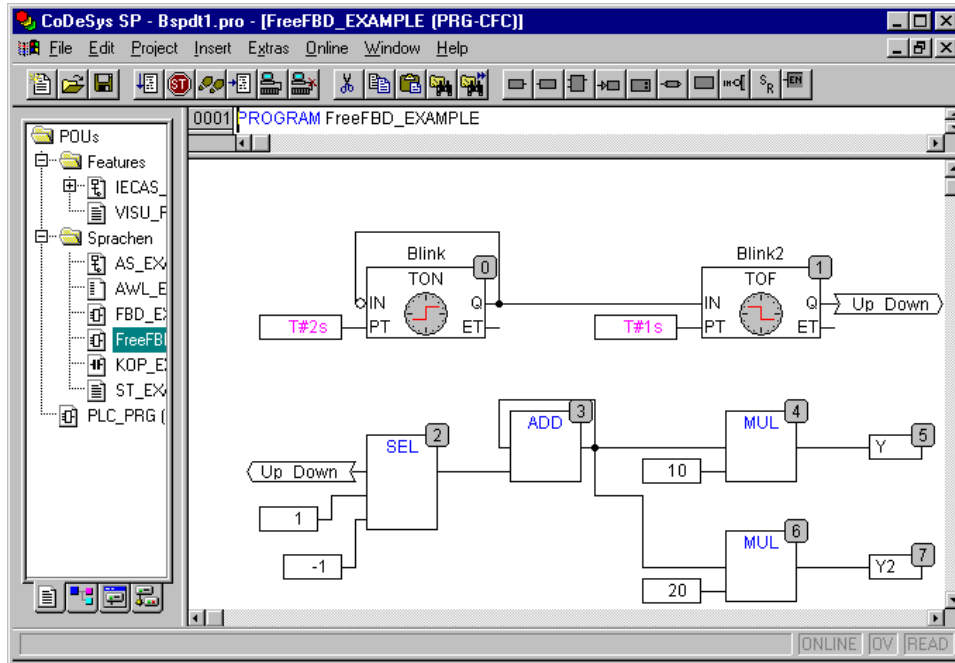 CoDeSys SP - Bspdt1.pro - [FreeFBD_EXAMPLE (PRG-CFC)]
File Edit Project Insert Extras Online Window Help
0001 PROGRAM FreeFBD_EXAMPLE
POUs
Features
IECAS_
VISU_F
Sprachen
AS_EX
AWL_E
FBD_E
FreeFB
KOP_E
ST_EX
PLC_PRG (
Blink
0
TON
IN Q
PT ET
T#2s
Blink2
1
TOF
IN Q
PT ET
T#1s
Up Down
2
SEL
Up Down
1
-1
3
ADD
4
MUL
10
5
Y
6
MUL
20
7
Y2
ONLINE OV READ